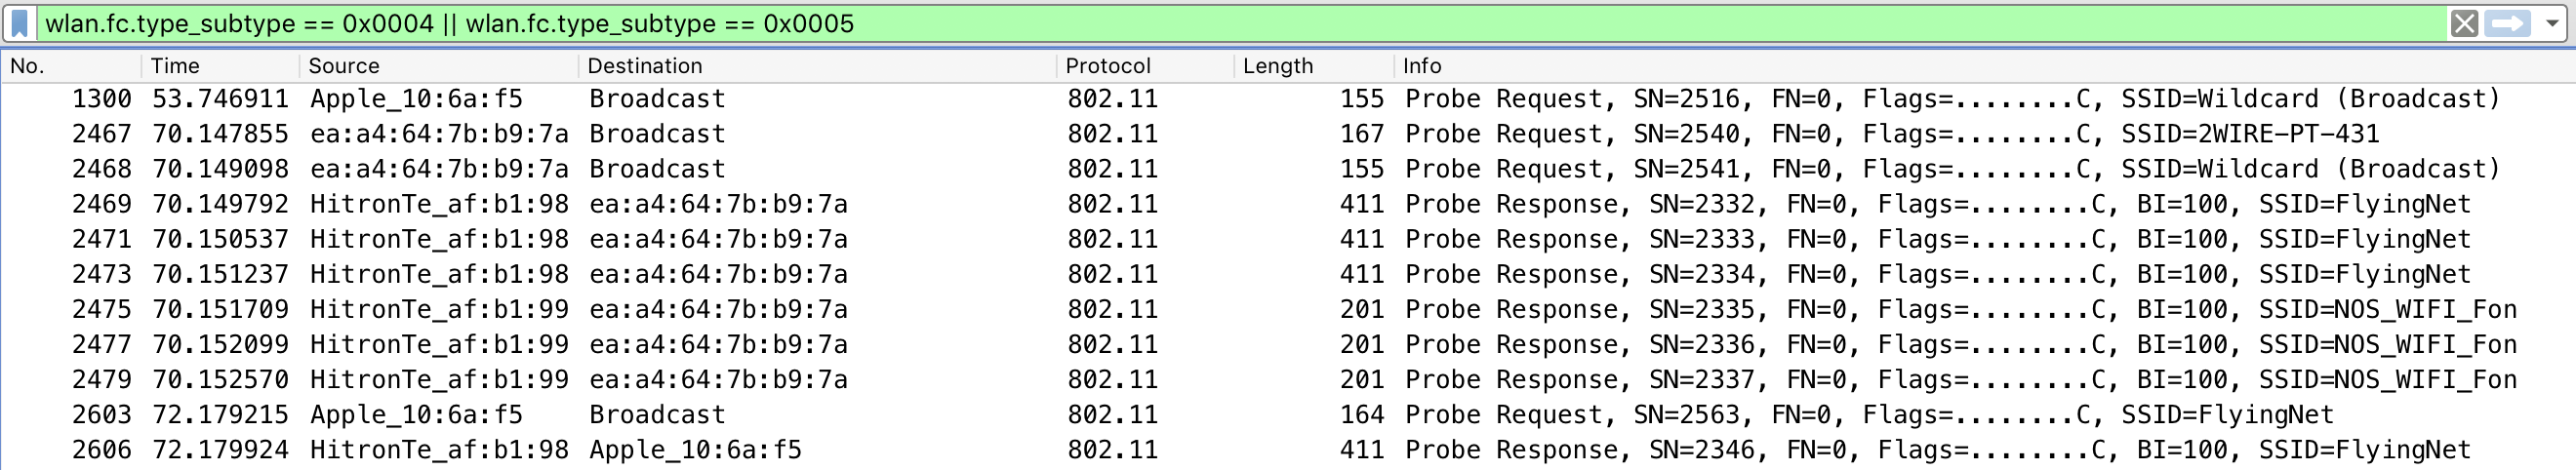 wlan.fc.type_subtype == 0x0004 || wlan.fc.type_subtype == 0x0005
No. Time Source Destination Protocol Length Info
1300 53.746911 Apple_10:6a:f5 Broadcast 802.11 155 Probe Request, SN=2516, FN=0, Flags=........C, SSID=Wildcard (Broadcast)
2467 70.147855 ea:a4:64:7b:b9:7a Broadcast 802.11 167 Probe Request, SN=2540, FN=0, Flags=........C, SSID=2WIRE-PT-431
2468 70.149098 ea:a4:64:7b:b9:7a Broadcast 802.11 155 Probe Request, SN=2541, FN=0, Flags=........C, SSID=Wildcard (Broadcast)
2469 70.149792 HitronTe_af:b1:98 ea:a4:64:7b:b9:7a 802.11 411 Probe Response, SN=2332, FN=0, Flags=........C, BI=100, SSID=FlyingNet
2471 70.150537 HitronTe_af:b1:98 ea:a4:64:7b:b9:7a 802.11 411 Probe Response, SN=2333, FN=0, Flags=........C, BI=100, SSID=FlyingNet
2473 70.151237 HitronTe_af:b1:98 ea:a4:64:7b:b9:7a 802.11 411 Probe Response, SN=2334, FN=0, Flags=........C, BI=100, SSID=FlyingNet
2475 70.151709 HitronTe_af:b1:99 ea:a4:64:7b:b9:7a 802.11 201 Probe Response, SN=2335, FN=0, Flags=........C, BI=100, SSID=NOS_WIFI_Fon
2477 70.152099 HitronTe_af:b1:99 ea:a4:64:7b:b9:7a 802.11 201 Probe Response, SN=2336, FN=0, Flags=........C, BI=100, SSID=NOS_WIFI_Fon
2479 70.152570 HitronTe_af:b1:99 ea:a4:64:7b:b9:7a 802.11 201 Probe Response, SN=2337, FN=0, Flags=........C, BI=100, SSID=NOS_WIFI_Fon
2603 72.179215 Apple_10:6a:f5 Broadcast 802.11 164 Probe Request, SN=2563, FN=0, Flags=........C, SSID=FlyingNet
2606 72.179924 HitronTe_af:b1:98 Apple_10:6a:f5 802.11 411 Probe Response, SN=2346, FN=0, Flags=........C, BI=100, SSID=FlyingNet